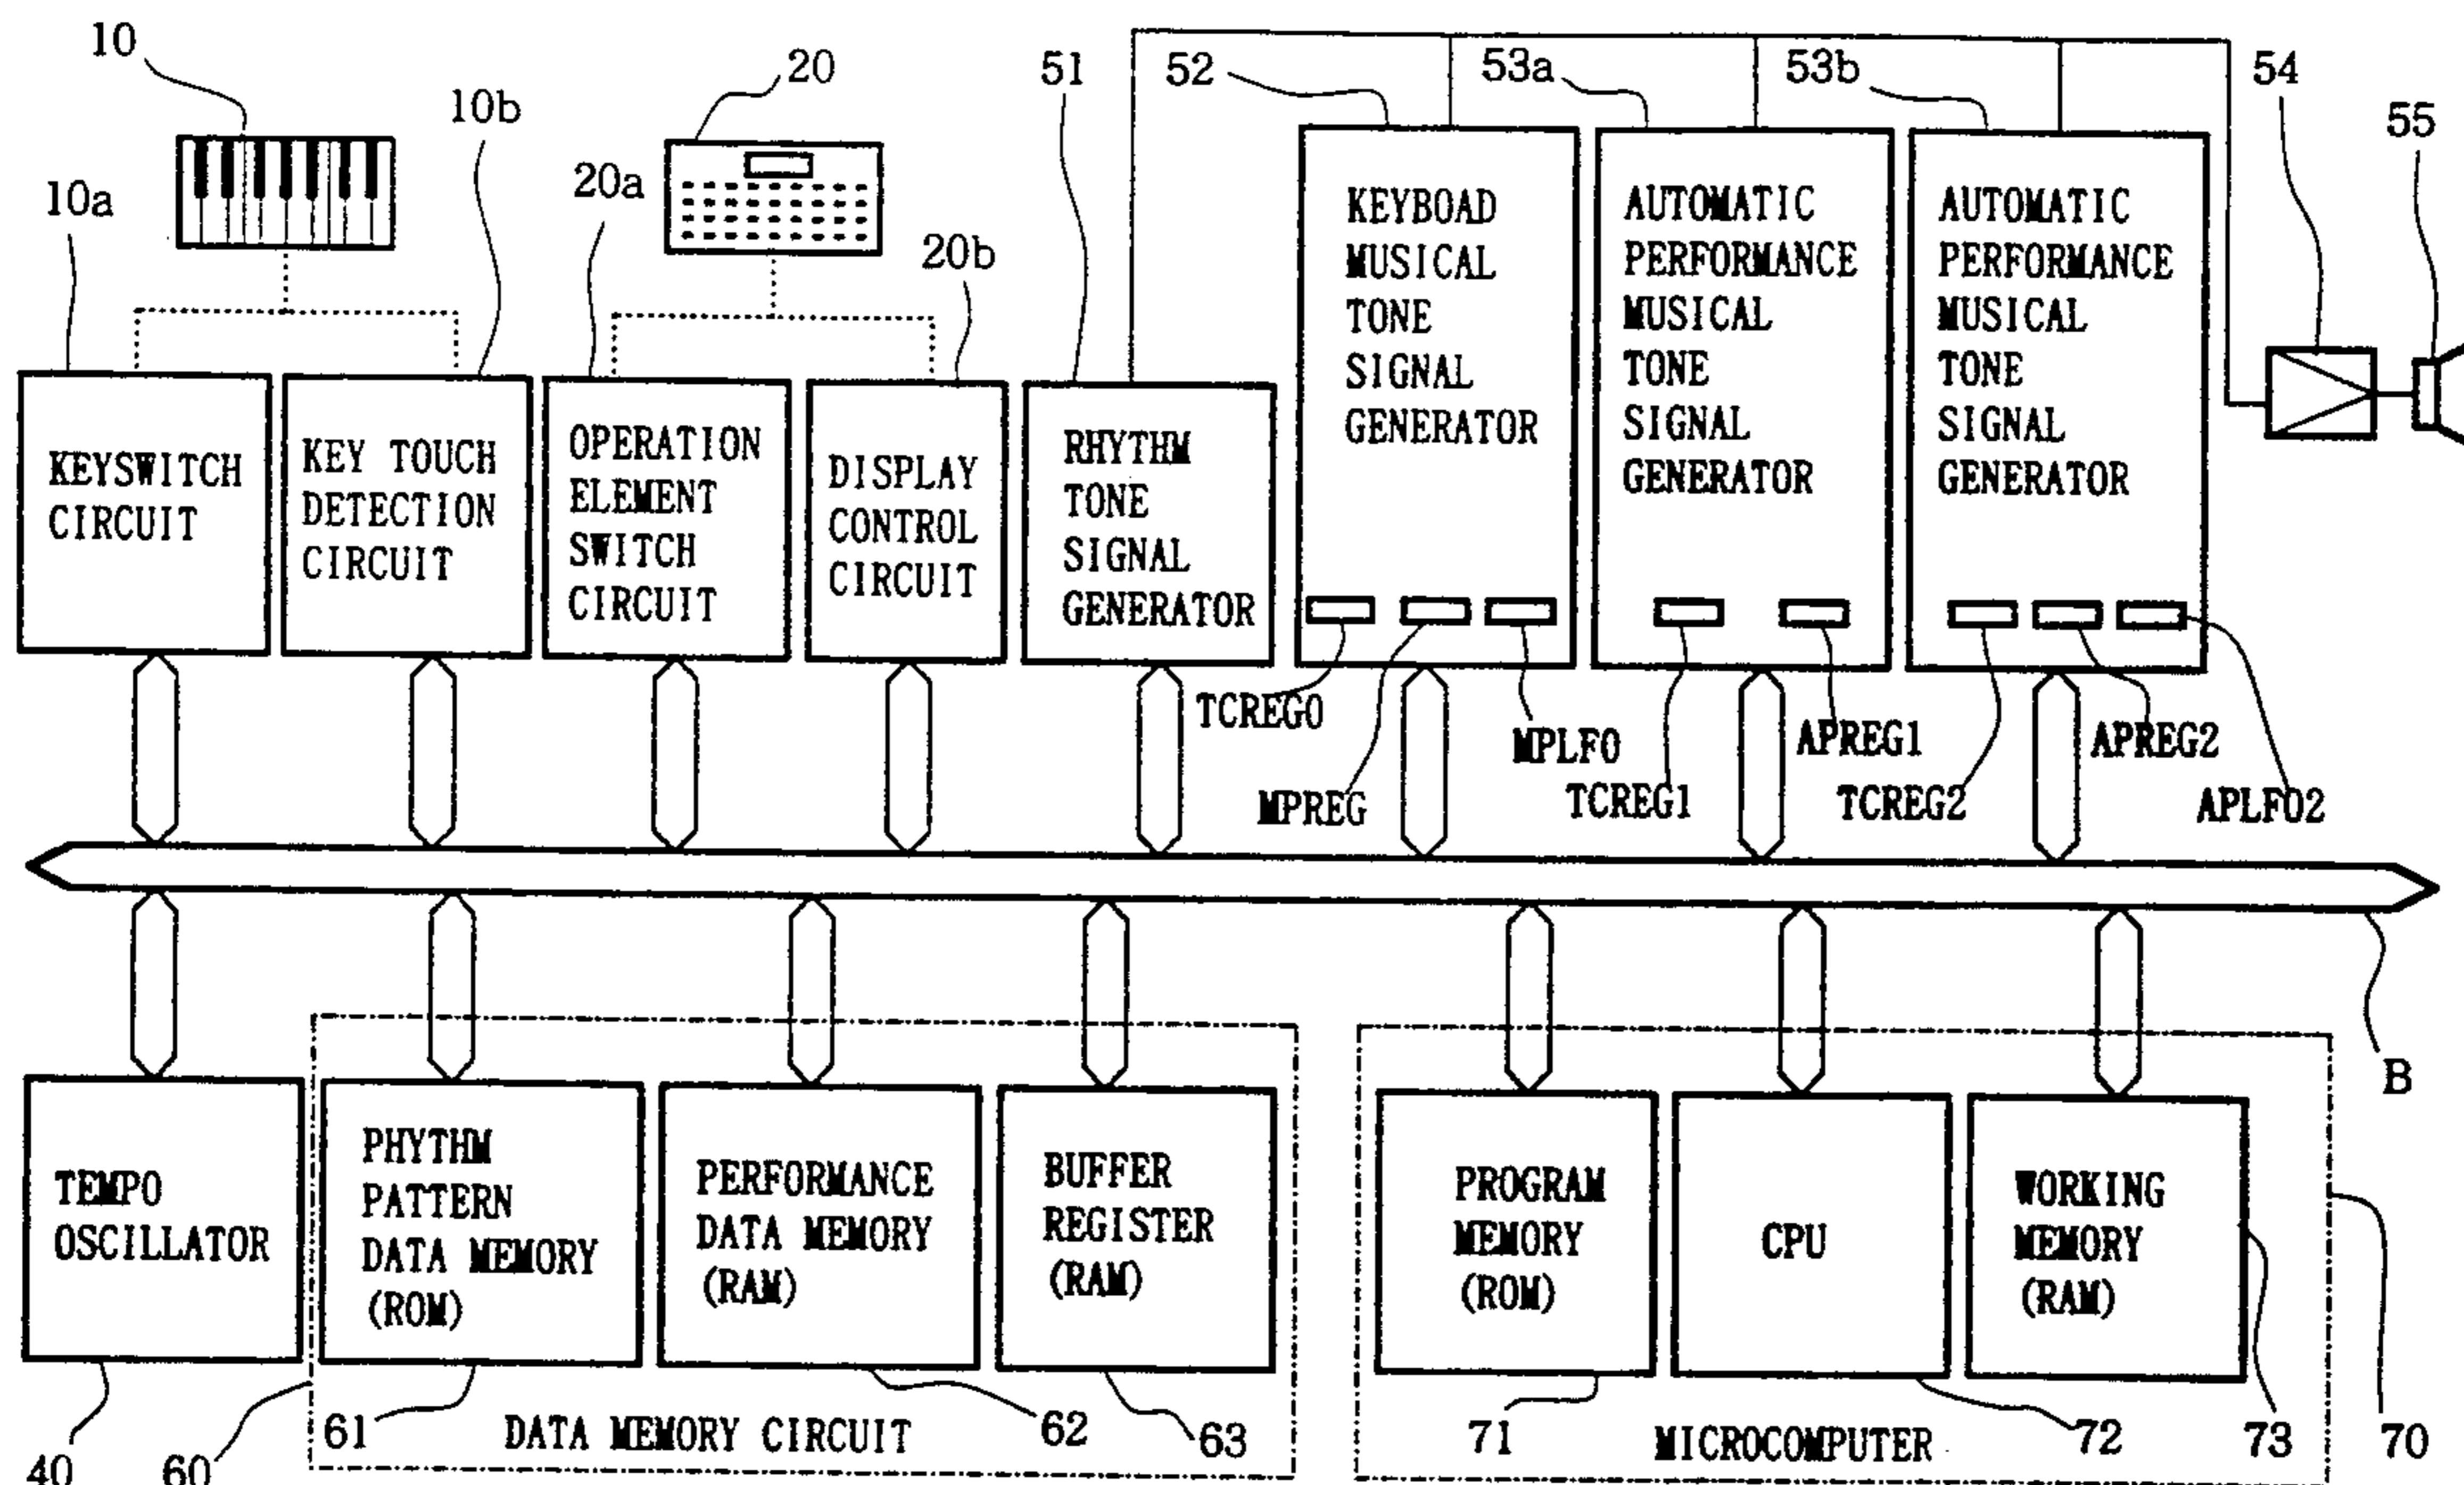 10
20
51
52
53a
53b
54
55
10b
20a
10a
20b
KEYSWITCH
CIRCUIT
KEY TOUCH
DETECTION
CIRCUIT
OPERATION
ELEMENT
SWITCH
CIRCUIT
DISPLAY
CONTROL
CIRCUIT
RHYTHM
TONE
SIGNAL
GENERATOR
KEYBOAD
MUSICAL
TONE
SIGNAL
GENERATOR
AUTOMATIC
PERFORMANCE
MUSICAL
TONE
SIGNAL
GENERATOR
AUTOMATIC
PERFORMANCE
MUSICAL
TONE
SIGNAL
GENERATOR
TCREG0
MPREG
MPLFO
TCREG1
APREG1
TCREG2
APREG2
APLFO2
B
TEMPO
OSCILLATOR
PHYTHM
PATTERN
DATA MEMORY
(ROM)
PERFORMANCE
DATA MEMORY
(RAM)
BUFFER
REGISTER
(RAM)
PROGRAM
MEMORY
(ROM)
CPU
WORKING
MEMORY
(RAM)
40
60
61
DATA MEMORY CIRCUIT
62
63
71
MICROCOMPUTER
72
73
70